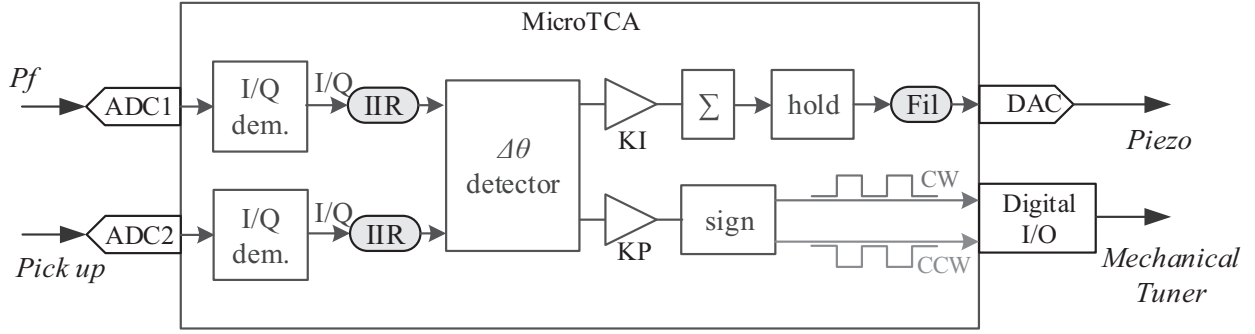 MicroTCA
Pf
ADC1
I/Q
dem.
I/Q
IIR
Δθ
detector
KI
Σ
hold
Fil
DAC
Piezo
Pick up
ADC2
I/Q
dem.
I/Q
IIR
KP
sign
CW
CCW
Digital
I/O
Mechanical
Tuner